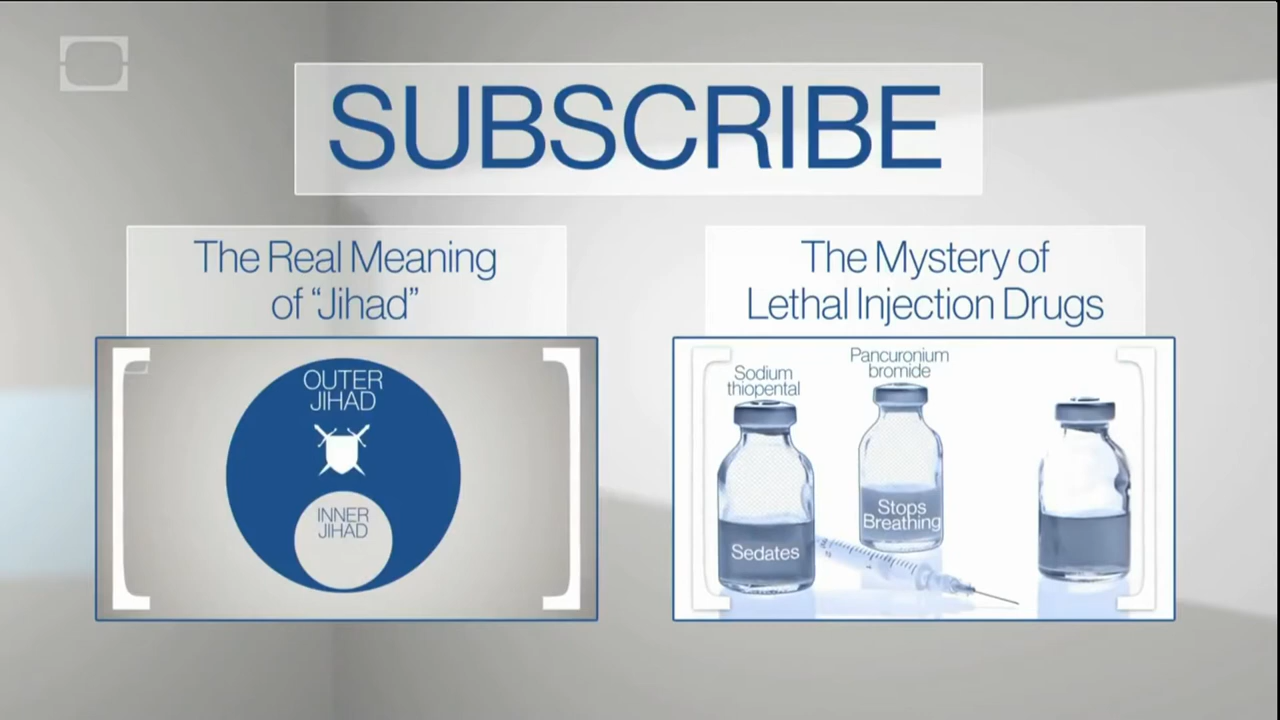 SUBSCRIBE
The Real Meaning
of “Jihad”
OUTER
JIHAD
INNER
JIHAD
The Mystery of
Lethal Injection Drugs
Sodium
thiopental
Pancuronium
bromide
Stops
Breathing
Sedates